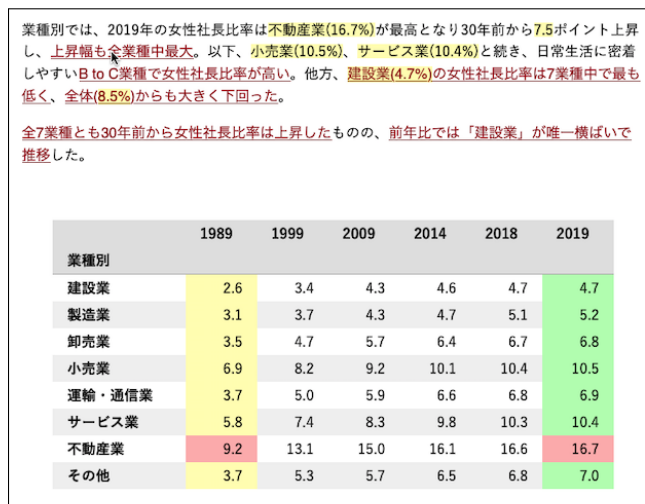 業種別では、2019年の女性社長比率は不動産業(16.7%)が最高となり30年前から7.5ポイント上昇
し、上昇幅も全業種中最大。以下、小売業(10.5%)、サービス業(10.4%)と続き、日常生活に密着
しやすいB to C業種で女性社長比率が高い。他方、建設業(4.7%)の女性社長比率は7業種中で最も
低く、全体(8.5%)からも大きく下回った。
全7業種とも30年前から女性社長比率は上昇したものの、前年比では「建設業」が唯一横ばいで
推移した。
1989 1999 2009 2014 2018 2019
業種別
建設業 2.6 3.4 4.3 4.6 4.7 4.7
製造業 3.1 3.7 4.3 4.7 5.1 5.2
卸売業 3.5 4.7 5.7 6.4 6.7 6.8
小売業 6.9 8.2 9.2 10.1 10.4 10.5
運輸・通信業 3.7 5.0 5.9 6.6 6.8 6.9
サービス業 5.8 7.4 8.3 9.8 10.3 10.4
不動産業 9.2 13.1 15.0 16.1 16.6 16.7
その他 3.7 5.3 5.7 6.5 6.8 7.0